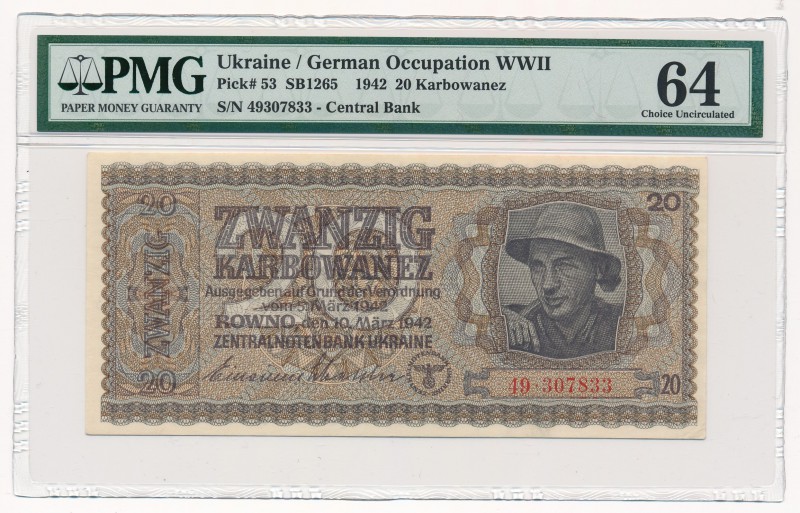 PMG
PAPER MONEY GUARANTY
Ukraine / German Occupation WWII
Pick# 53 SB1265 1942 20 Karbowanez
S/N 49307833 - Central Bank
64
Choice Uncirculated
20
ZWANZIG
20
ZWANZIG
KARBOWANEZ
Ausgegeben auf Grund der Verordnung
vom 5. März 1942
ROWNO, den 10. März 1942
ZENTRALNOTENBANK UKRAINE
20
49·307833
20